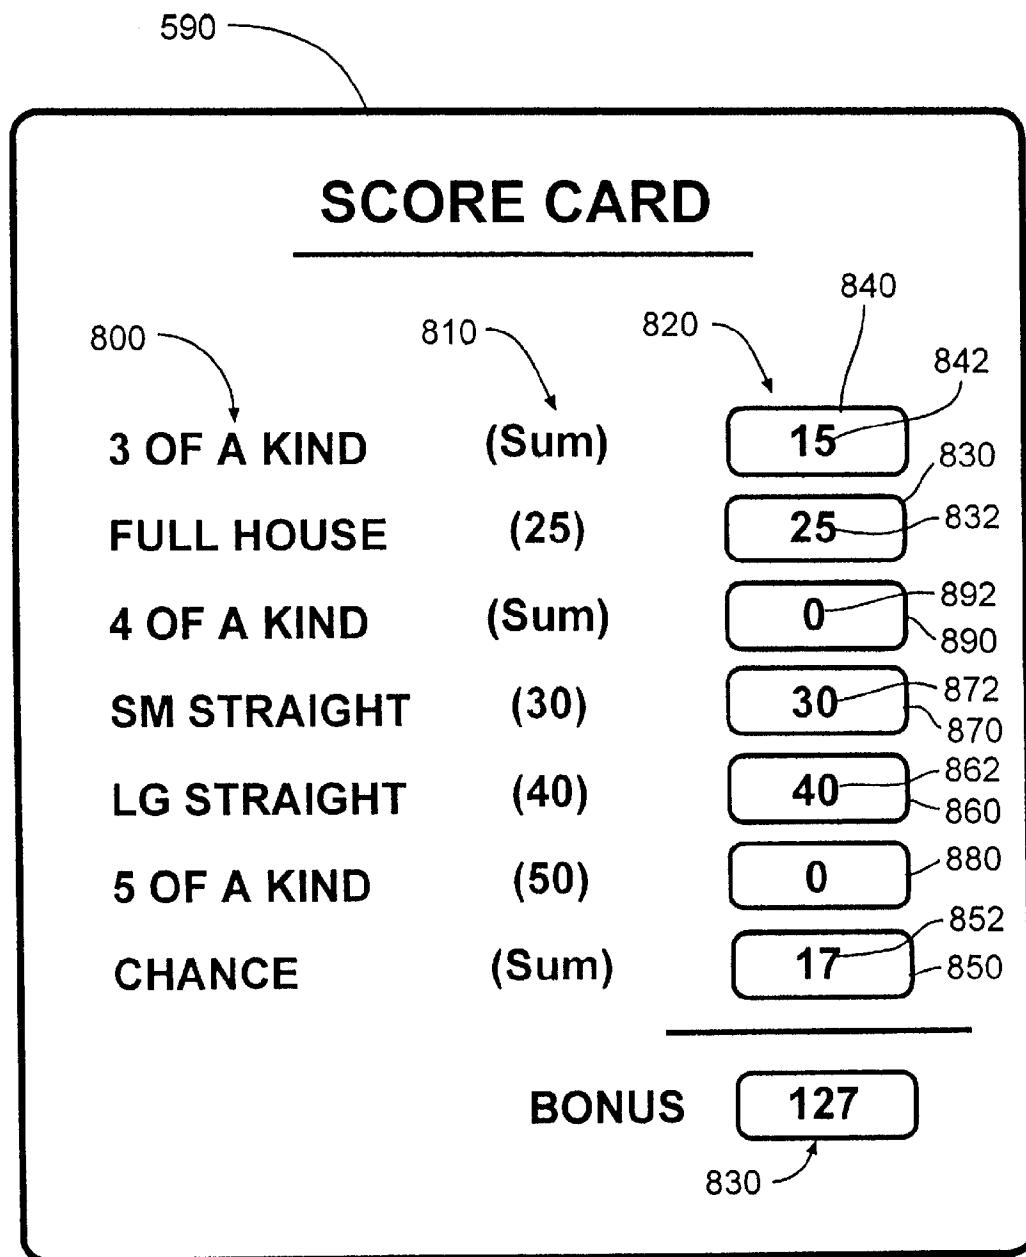 590
SCORE CARD
840
800 810 820 842
3 OF A KIND (Sum) 15
830
FULL HOUSE (25) 25 832
4 OF A KIND (Sum) 0 892
890
SM STRAIGHT (30) 30 872
870
LG STRAIGHT (40) 40 862
860
5 OF A KIND (50) 0 880
852
CHANCE (Sum) 17 850
BONUS 127
830